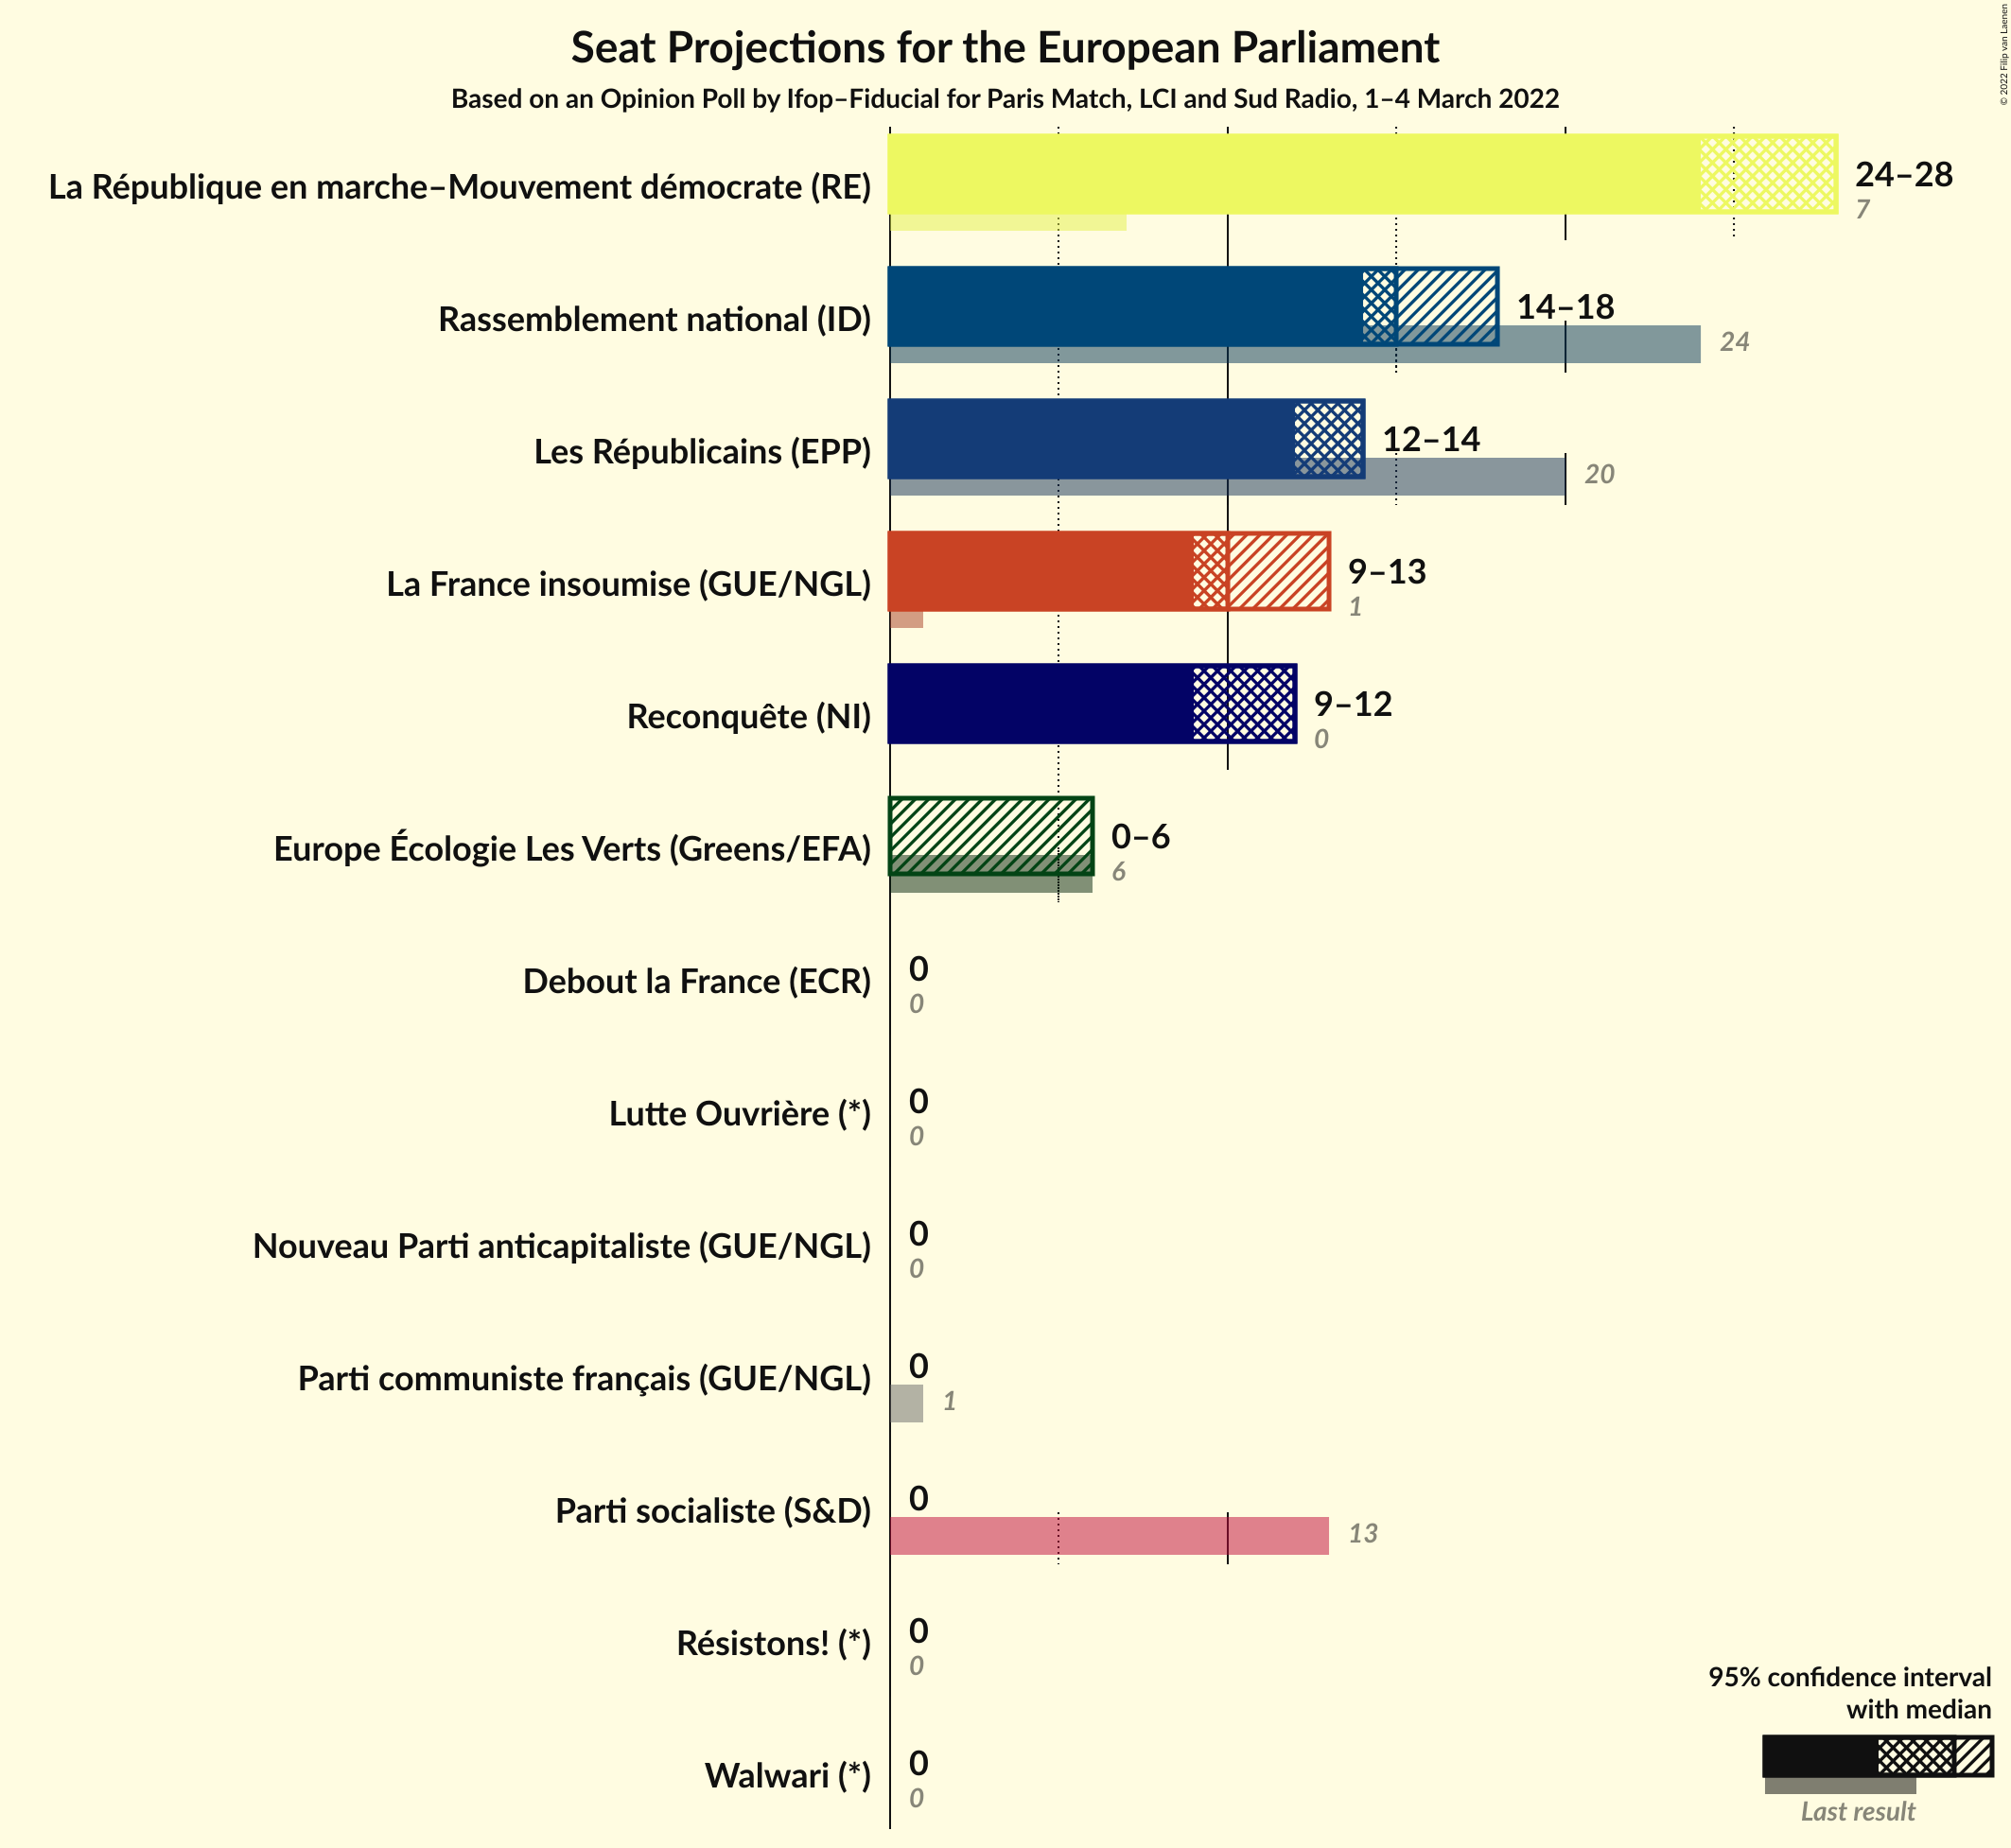 Seat Projections for the European Parliament
Based on an Opinion Poll by Ifop–Fiducial for Paris Match, LCI and Sud Radio, 1–4 March 2022
© 2022 Filip van Laenen
La République en marche–Mouvement démocrate (RE)
24–28
7
Rassemblement national (ID)
14–18
24
Les Républicains (EPP)
12–14
20
La France insoumise (GUE/NGL)
9–13
1
Reconquête (NI)
9–12
0
Europe Écologie Les Verts (Greens/EFA)
0–6
6
Debout la France (ECR)
0
0
Lutte Ouvrière (*)
0
0
Nouveau Parti anticapitaliste (GUE/NGL)
0
0
Parti communiste français (GUE/NGL)
0
1
Parti socialiste (S&D)
0
13
Résistons! (*)
0
0
Walwari (*)
0
0
95% confidence interval
with median
Last result